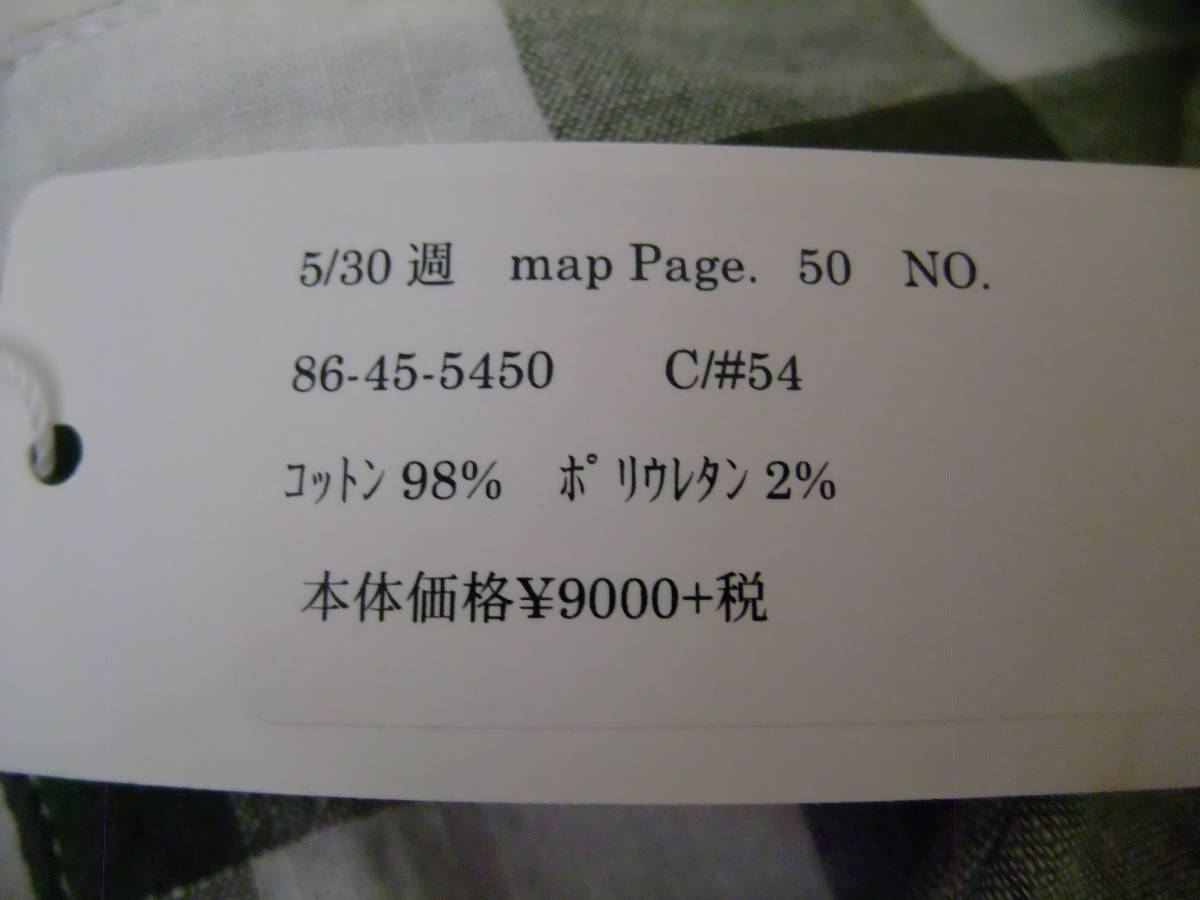 5/30 週　map Page.　50　NO.
86-45-5450　　C/#54
ｺｯﾄﾝ 98%　ﾎﾟﾘｳﾚﾀﾝ 2%
本体価格¥9000+税